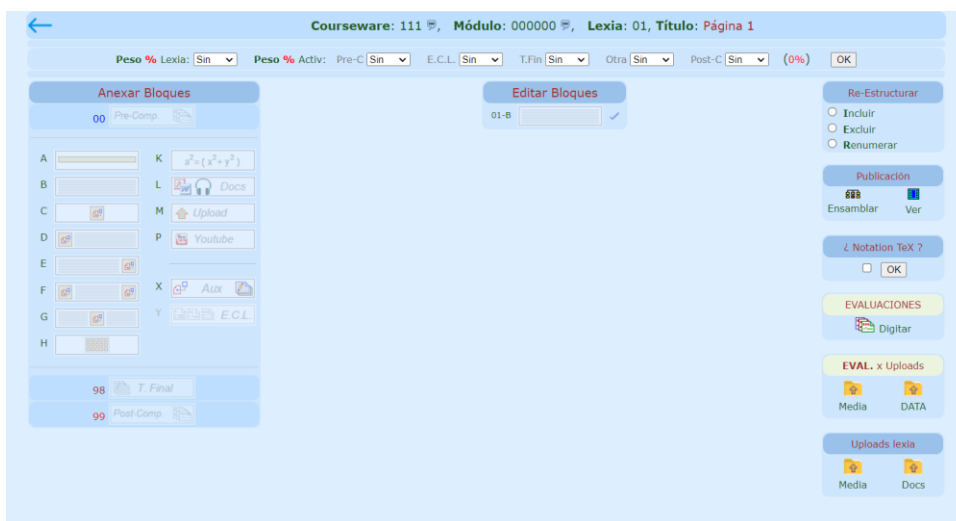 Courseware: 111, Módulo: 000000, Lexia: 01, Título: Página 1
Peso % Lexia: Sin Peso % Activ: Pre-C Sin E.C.L. Sin T.Fin Sin Otra Sin Post-C Sin (0%) OK
Anexar Bloques
00 Pre-Comp.
A
B
C
D
E
F
G
H
K a²=(x²+y²)
L Docs
M Upload
P Youtube
X Aux
Y E.C.L.
98 T. Final
99 Post-Comp.
Editar Bloques
01-B
Re-Estructurar
Incluir
Excluir
Renumerar
Publicación
Ensamblar Ver
¿ Notation TeX ?
OK
EVALUACIONES
Digitar
EVAL. x Uploads
Media DATA
Uploads lexia
Media Docs